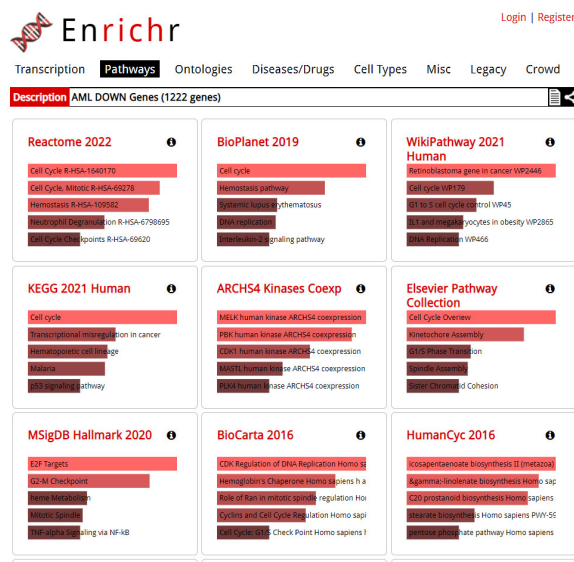 Login | Register
Enrichr
Transcription Pathways Ontologies Diseases/Drugs Cell Types Misc Legacy Crowd
Description AML DOWN Genes (1222 genes)
Reactome 2022
Cell Cycle R-HSA-1640170
Cell Cycle, Mitotic R-HSA-69278
Hemostasis R-HSA-109582
Neutrophil Degranulation R-HSA-6798695
Cell Cycle Checkpoints R-HSA-69620
BioPlanet 2019
Cell cycle
Hemostasis pathway
Systemic lupus erythematosus
DNA replication
Interleukin-2 signaling pathway
WikiPathway 2021
Human
Retinoblastoma gene in cancer WP2446
Cell cycle WP179
G1 to S cell cycle control WP45
IL1 and megakaryocytes in obesity WP2865
DNA Replication WP466
KEGG 2021 Human
Cell cycle
Transcriptional misregulation in cancer
Hematopoietic cell lineage
Malaria
p53 signaling pathway
ARCHS4 Kinases Coexp
MELK human kinase ARCHS4 coexpression
PBK human kinase ARCHS4 coexpression
CDK1 human kinase ARCHS4 coexpression
MASTL human kinase ARCHS4 coexpression
PLK4 human kinase ARCHS4 coexpression
Elsevier Pathway
Collection
Cell Cycle Overiew
Kinetochore Assembly
G1/S Phase Transition
Spindle Assembly
Sister Chromatid Cohesion
MSigDB Hallmark 2020
E2F Targets
G2-M Checkpoint
heme Metabolism
Mitotic Spindle
TNF-alpha Signaling via NF-kB
BioCarta 2016
CDK Regulation of DNA Replication Homo sa
Hemoglobin's Chaperone Homo sapiens h a
Role of Ran in mitotic spindle regulation Hom
Cyclins and Cell Cycle Regulation Homo sapi
Cell Cycle: G1/S Check Point Homo sapiens h
HumanCyc 2016
icosapentaenoate biosynthesis II (metazoa)
&gamma;-linolenate biosynthesis Homo sap
C20 prostanoid biosynthesis Homo sapiens
stearate biosynthesis Homo sapiens PWY-59
pentose phosphate pathway Homo sapiens